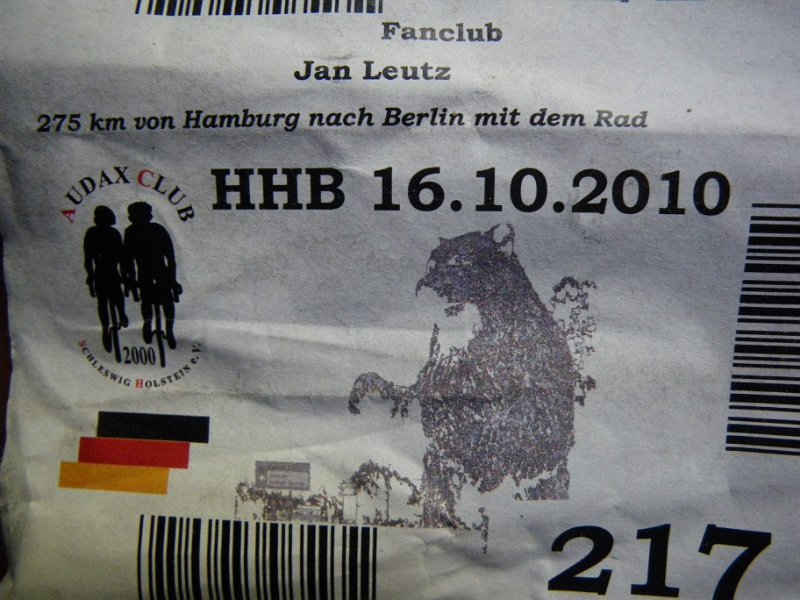 Fanclub
Jan Leutz
275 km von Hamburg nach Berlin mit dem Rad
AUDAX CLUB
HHB 16.10.2010
2000
SCHLESWIG HOLSTEIN e.V.
217